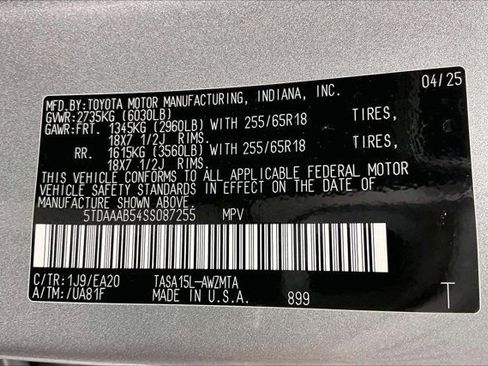 MFD.BY:TOYOTA MOTOR MANUFACTURING, INDIANA, INC. 04/25
GVWR:2735KG (6030LB)
GAWR:FRT. 1345KG (2960LB) WITH 255/65R18 TIRES,
18X7 1/2J RIMS.
RR. 1615KG (3560LB) WITH 255/65R18 TIRES,
18X7 1/2J RIMS.
THIS VEHICLE CONFORMS TO ALL APPLICABLE FEDERAL MOTOR
VEHICLE SAFETY STANDARDS IN EFFECT ON THE DATE OF
MANUFACTURE SHOWN ABOVE.
5TDAAAB54SS087255 MPV
C/TR:1J9/EA20 TASA15L-AWZMTA
A/TM:/UA81F MADE IN U.S.A. 899 T